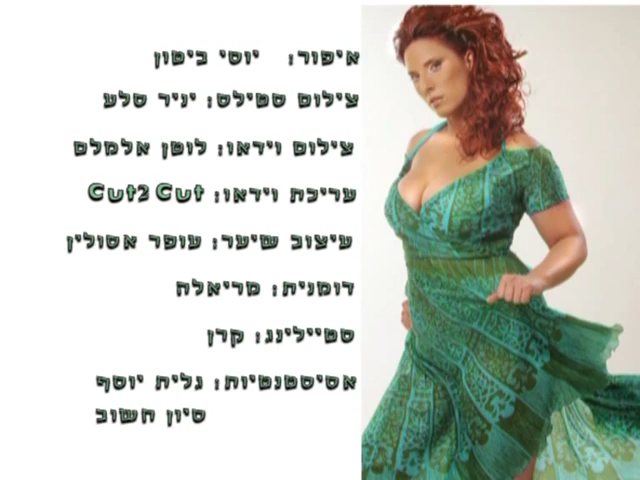 איפור: יוסי ביטון
צילום סטילס: יניר סלע
צילום וידאו: לוטן אלמלם
עריכת וידאו: Cut2Cut
עיצוב שיער: עופר אסולין
דומנית: מריאלה
סטיילינג: קרן
אסיסטנטיות: גלית יוסף
סיון חשוב